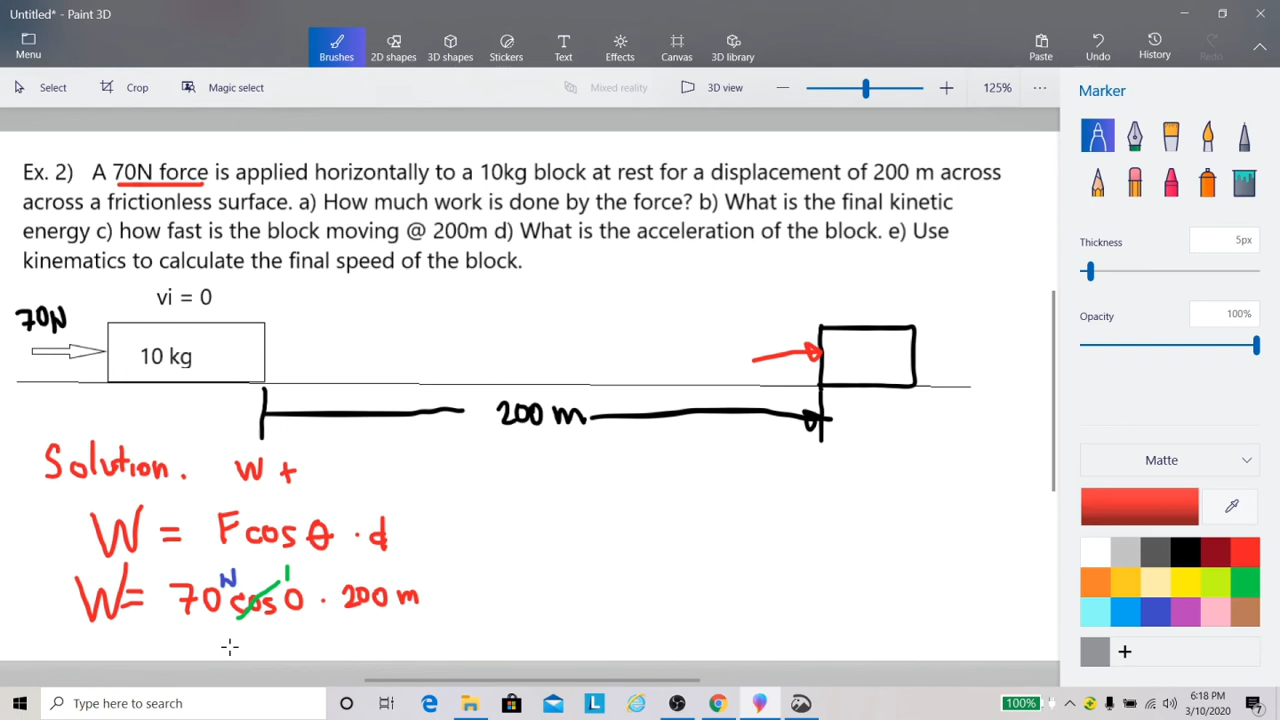 Untitled* - Paint 3D
Menu
Brushes 2D shapes 3D shapes Stickers Text Effects Canvas 3D library Paste Undo History Redo
Select Crop Magic select Mixed reality 3D view 125%
Marker
Ex. 2) A 70N force is applied horizontally to a 10kg block at rest for a displacement of 200 m across
across a frictionless surface. a) How much work is done by the force? b) What is the final kinetic
energy c) how fast is the block moving @ 200m d) What is the acceleration of the block. e) Use
kinematics to calculate the final speed of the block.
vi = 0
70N
10 kg
200 m
Solution. W +
W = Fcosθ · d
W = 70 N cos 0 1 · 200 m
Thickness
5px
Opacity
100%
Matte
Type here to search
100%
6:18 PM
3/10/2020
7